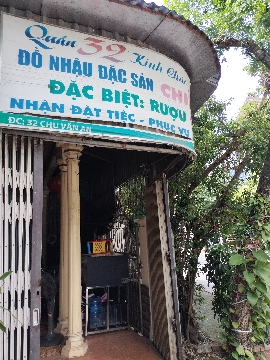 Quán 32 Kính Chào
ĐỒ NHẬU ĐẶC SẢN CHI
ĐẶC BIỆT: RƯỢU
NHẬN ĐẶT TIỆC - PHỤC VỤ
ĐC: 32 CHU VĂN AN